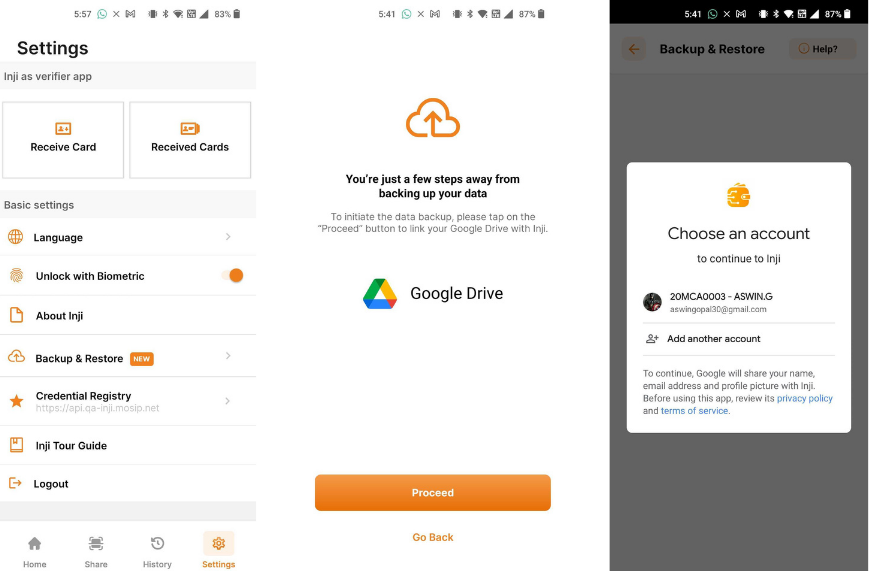 5:57
83%
Settings
Inji as verifier app
Receive Card
Received Cards
Basic settings
Language
Unlock with Biometric
About Inji
Backup & Restore NEW
Credential Registry
https://api.qa-inji.mosip.net
Inji Tour Guide
Logout
Home
Share
History
Settings
5:41
87%
You’re just a few steps away from
backing up your data
To initiate the data backup, please tap on the
“Proceed” button to link your Google Drive with Inji.
Google Drive
Proceed
Go Back
5:41
87%
Backup & Restore
Help?
Choose an account
to continue to Inji
20MCA0003 - ASWIN.G
aswingopal30@gmail.com
Add another account
To continue, Google will share your name,
email address and profile picture with Inji.
Before using this app, review its privacy policy
and terms of service.